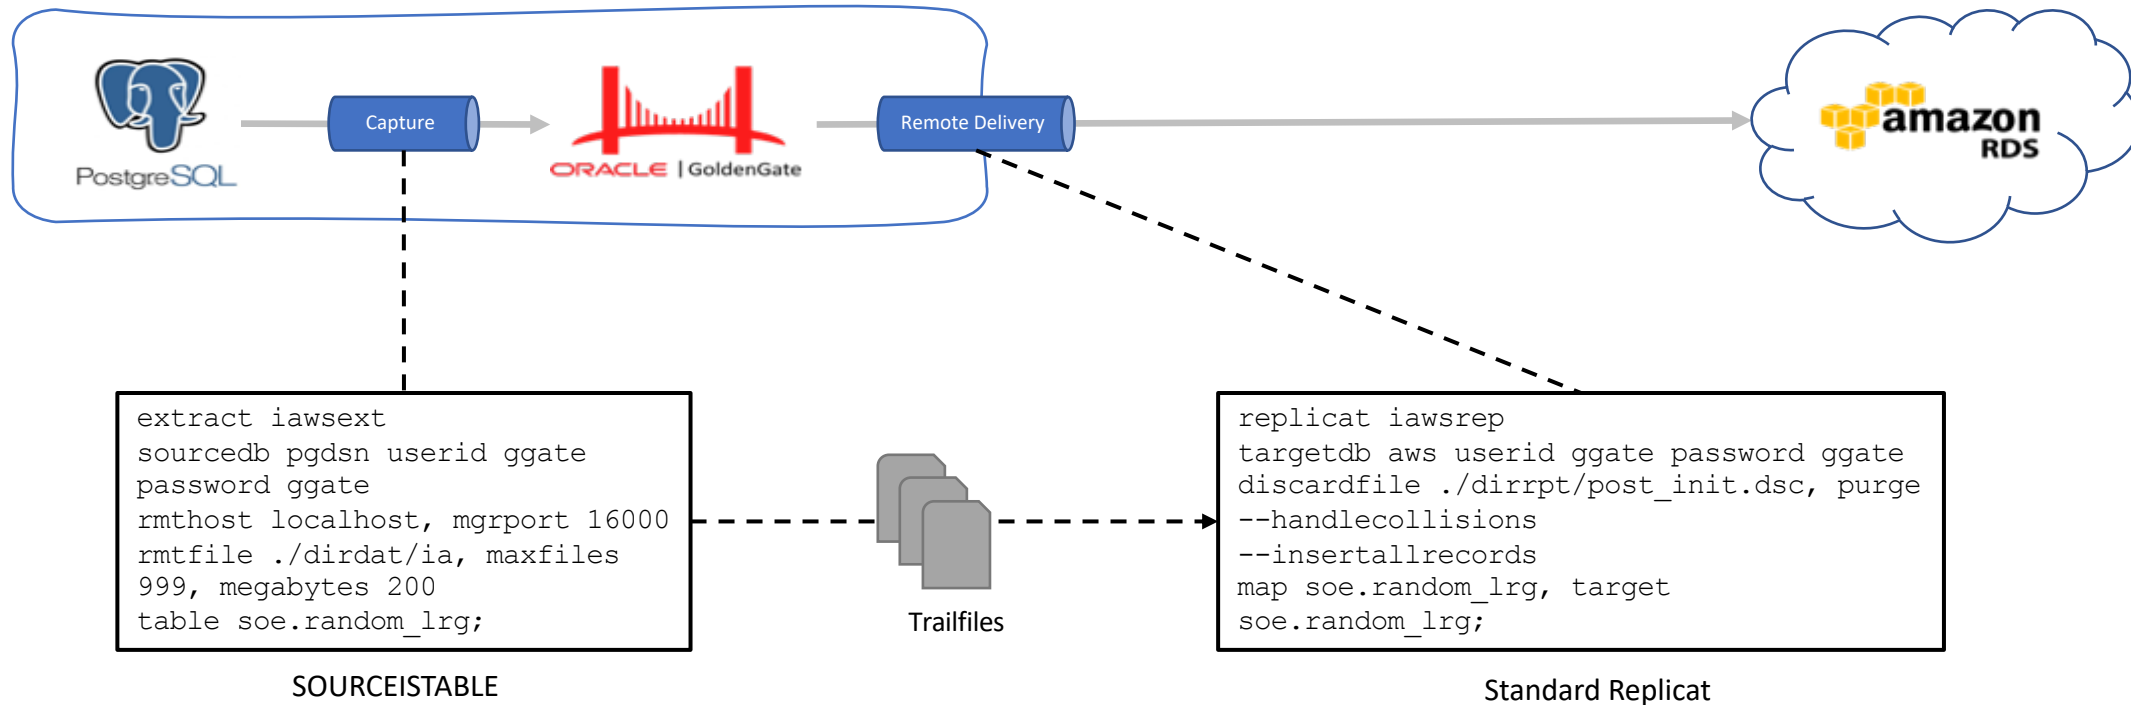 PostgreSQL
Capture
ORACLE | GoldenGate
Remote Delivery
amazon
RDS
extract iawsext
sourcedb pgdsn userid ggate
password ggate
rmthost localhost, mgrport 16000
rmtfile ./dirdat/ia, maxfiles
999, megabytes 200
table soe.random_lrg;
SOURCEISTABLE
Trailfiles
replicat iawsrep
targetdb aws userid ggate password ggate
discardfile ./dirrpt/post_init.dsc, purge
--handlecollisions
--insertallrecords
map soe.random_lrg, target
soe.random_lrg;
Standard Replicat